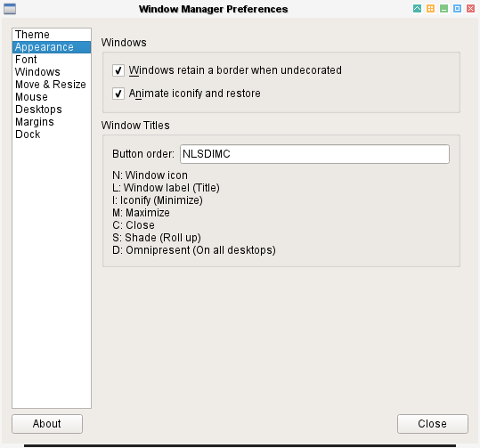 Window Manager Preferences
Theme
Appearance
Font
Windows
Move & Resize
Mouse
Desktops
Margins
Dock
Windows
Windows retain a border when undecorated
Animate iconify and restore
Window Titles
Button order: NLSDIMC
N: Window icon
L: Window label (Title)
I: Iconify (Minimize)
M: Maximize
C: Close
S: Shade (Roll up)
D: Omnipresent (On all desktops)
About
Close